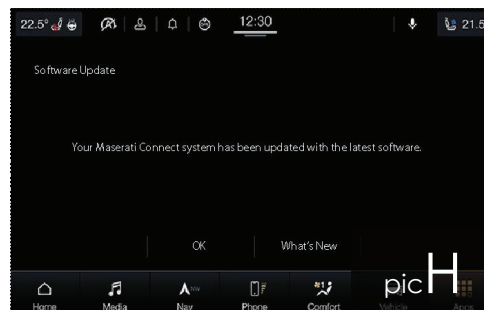 22.5° 12:30 21.5
Software Update
Your Maserati Connect system has been updated with the latest software.
OK What's New
Home Media Nav Phone Comfort Vehicle Apps
picH